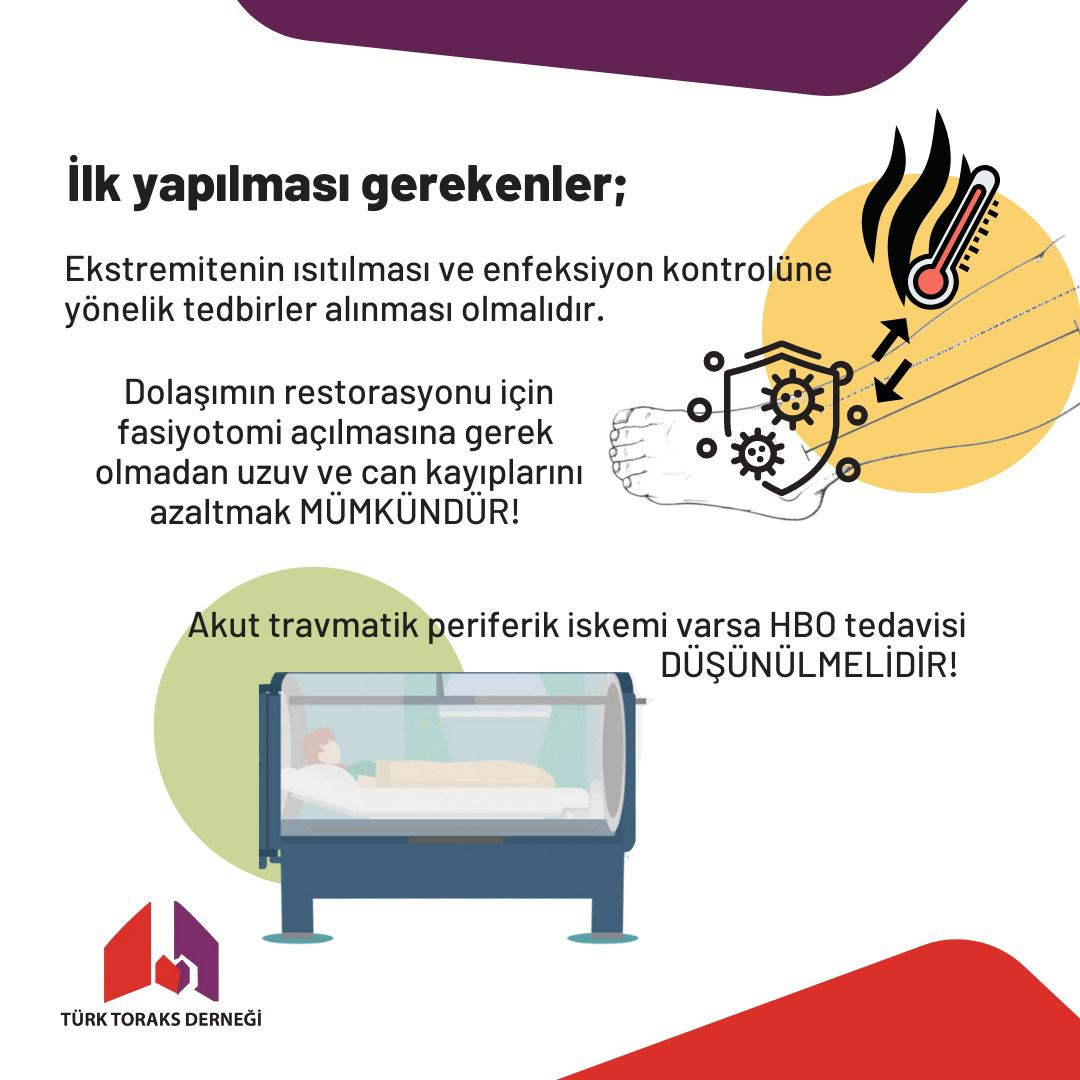 İlk yapılması gerekenler;
Ekstremitenin ısıtılması ve enfeksiyon kontrolüne
yönelik tedbirler alınması olmalıdır.
Dolaşımın restorasyonu için
fasiyotomi açılmasına gerek
olmadan uzuv ve can kayıplarını
azaltmak MÜMKÜNDÜR!
Akut travmatik periferik iskemi varsa HBO tedavisi
DÜŞÜNÜLMELİDİR!
TÜRK TORAKS DERNEĞİ